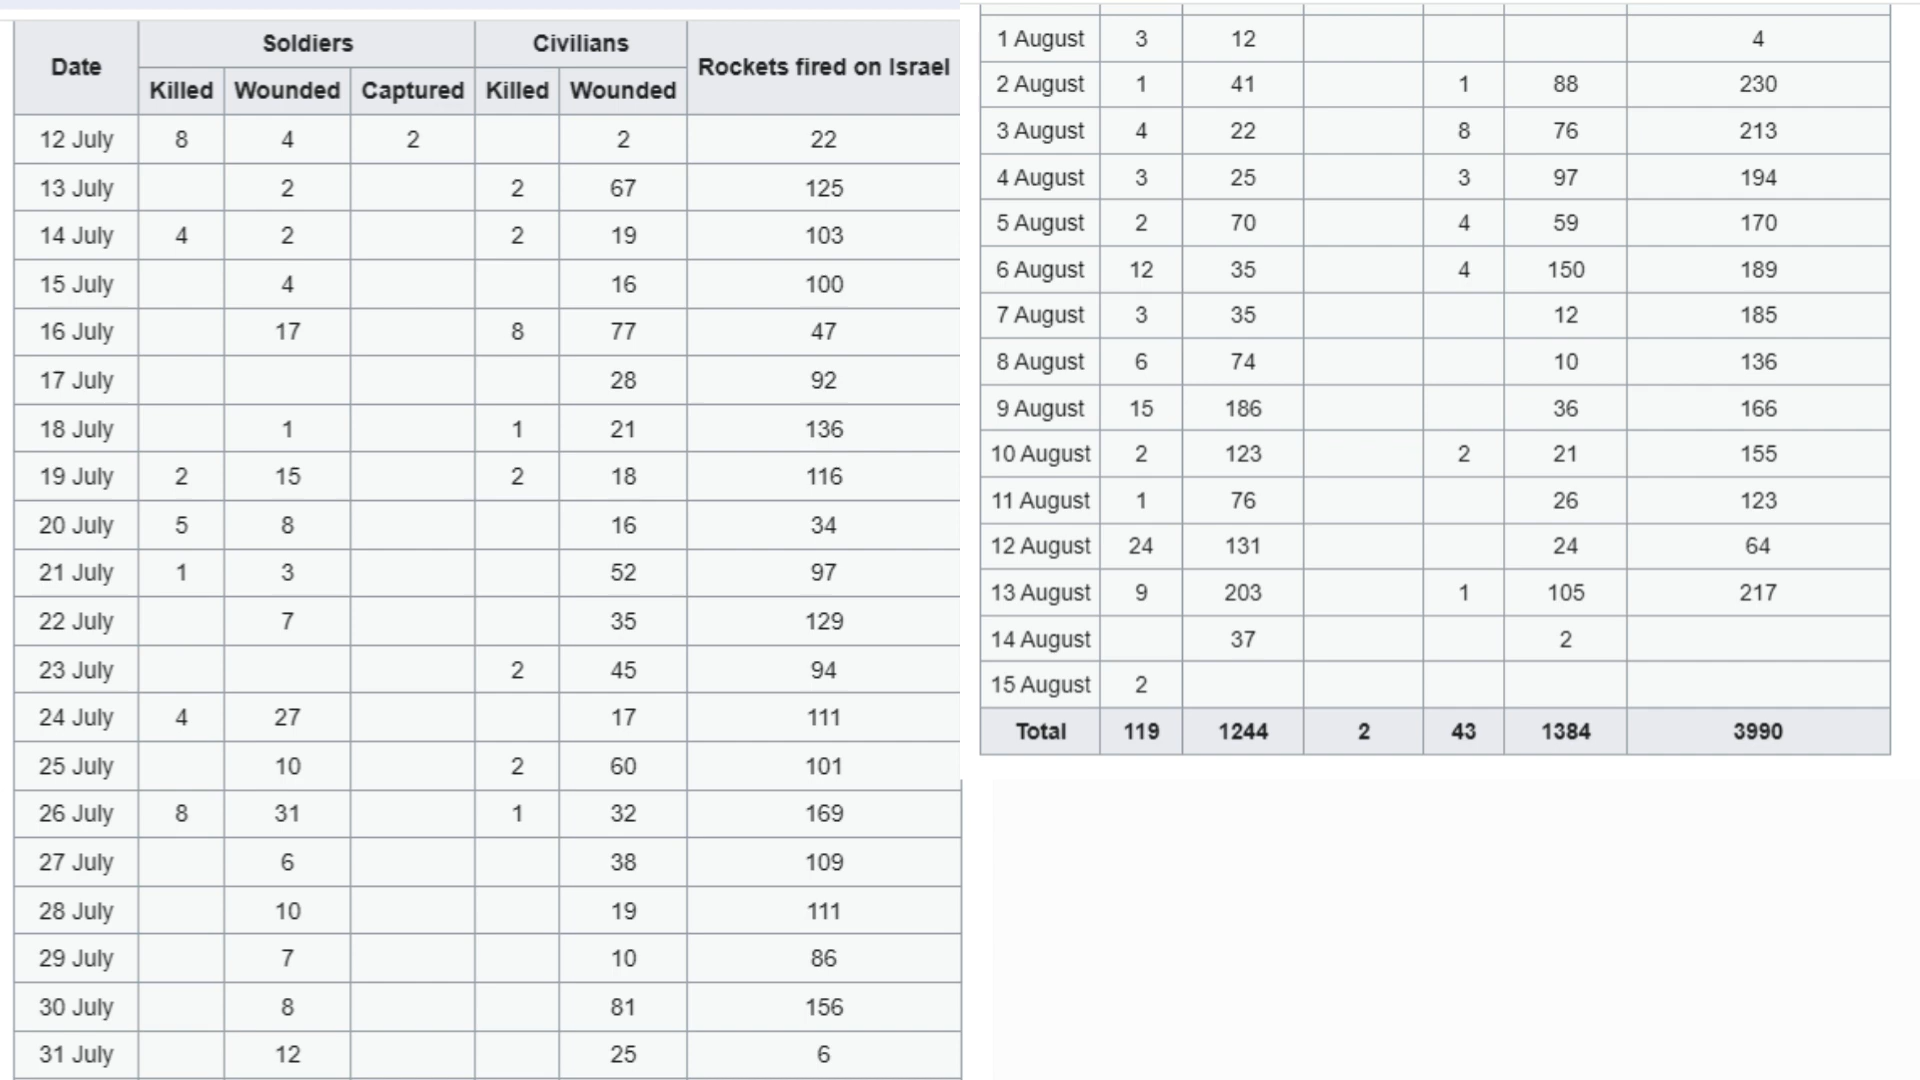 Date Soldiers Civilians Rockets fired on Israel
Killed Wounded Captured Killed Wounded
12 July 8 4 2 2 22
13 July 2 2 67 125
14 July 4 2 2 19 103
15 July 4 16 100
16 July 17 8 77 47
17 July 28 92
18 July 1 1 21 136
19 July 2 15 2 18 116
20 July 5 8 16 34
21 July 1 3 52 97
22 July 7 35 129
23 July 2 45 94
24 July 4 27 17 111
25 July 10 2 60 101
26 July 8 31 1 32 169
27 July 6 38 109
28 July 10 19 111
29 July 7 10 86
30 July 8 81 156
31 July 12 25 6
1 August 3 12 4
2 August 1 41 1 88 230
3 August 4 22 8 76 213
4 August 3 25 3 97 194
5 August 2 70 4 59 170
6 August 12 35 4 150 189
7 August 3 35 12 185
8 August 6 74 10 136
9 August 15 186 36 166
10 August 2 123 2 21 155
11 August 1 76 26 123
12 August 24 131 24 64
13 August 9 203 1 105 217
14 August 37 2
15 August 2
Total 119 1244 2 43 1384 3990